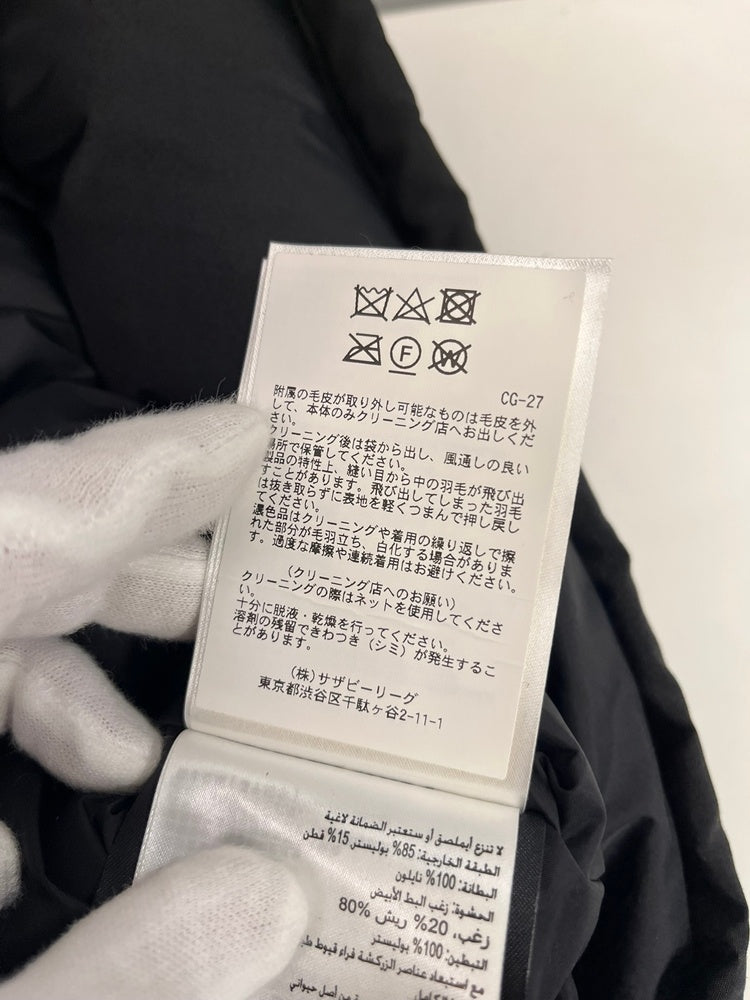 F
W
CG-27
附属の毛皮が取り外し可能なものは毛皮を外
して、本体のみクリーニング店へお出しくだ
さい。
クリーニング後は袋から出し、風通しの良い
場所で保管してください。
製品の特性上、縫い目から中の羽毛が飛び出
すことがあります。飛び出してしまった羽毛
は抜き取らずに表地を軽くつまんで押し戻し
てください。
濃色品はクリーニングや着用の繰り返しで擦
れた部分が毛羽立ち、白化する場合がありま
す。過度な摩擦や連続着用はお避けください。
(クリーニング店へのお願い)
クリーニングの際はネットを使用してくださ
い。
十分に脱液・乾燥を行ってください。
溶剤の残留できわつき(シミ)が発生するこ
とがあります。
(株)サザビーリーグ
東京都渋谷区千駄ヶ谷2-11-1
لا تنزع أبملصق أو ستعتبر الضمانة لاغية
الطبقة الخارجية: 85% بوليستر, 15% قطن
البطانة: 100% نايلون
الحشوة: زغب البط الأبيض
80% زغب, 20% ريش
التبطين: 100% بوليستر
مع إستبعاد عناصر الزركشة فراء قيوط
من أصل حيواني